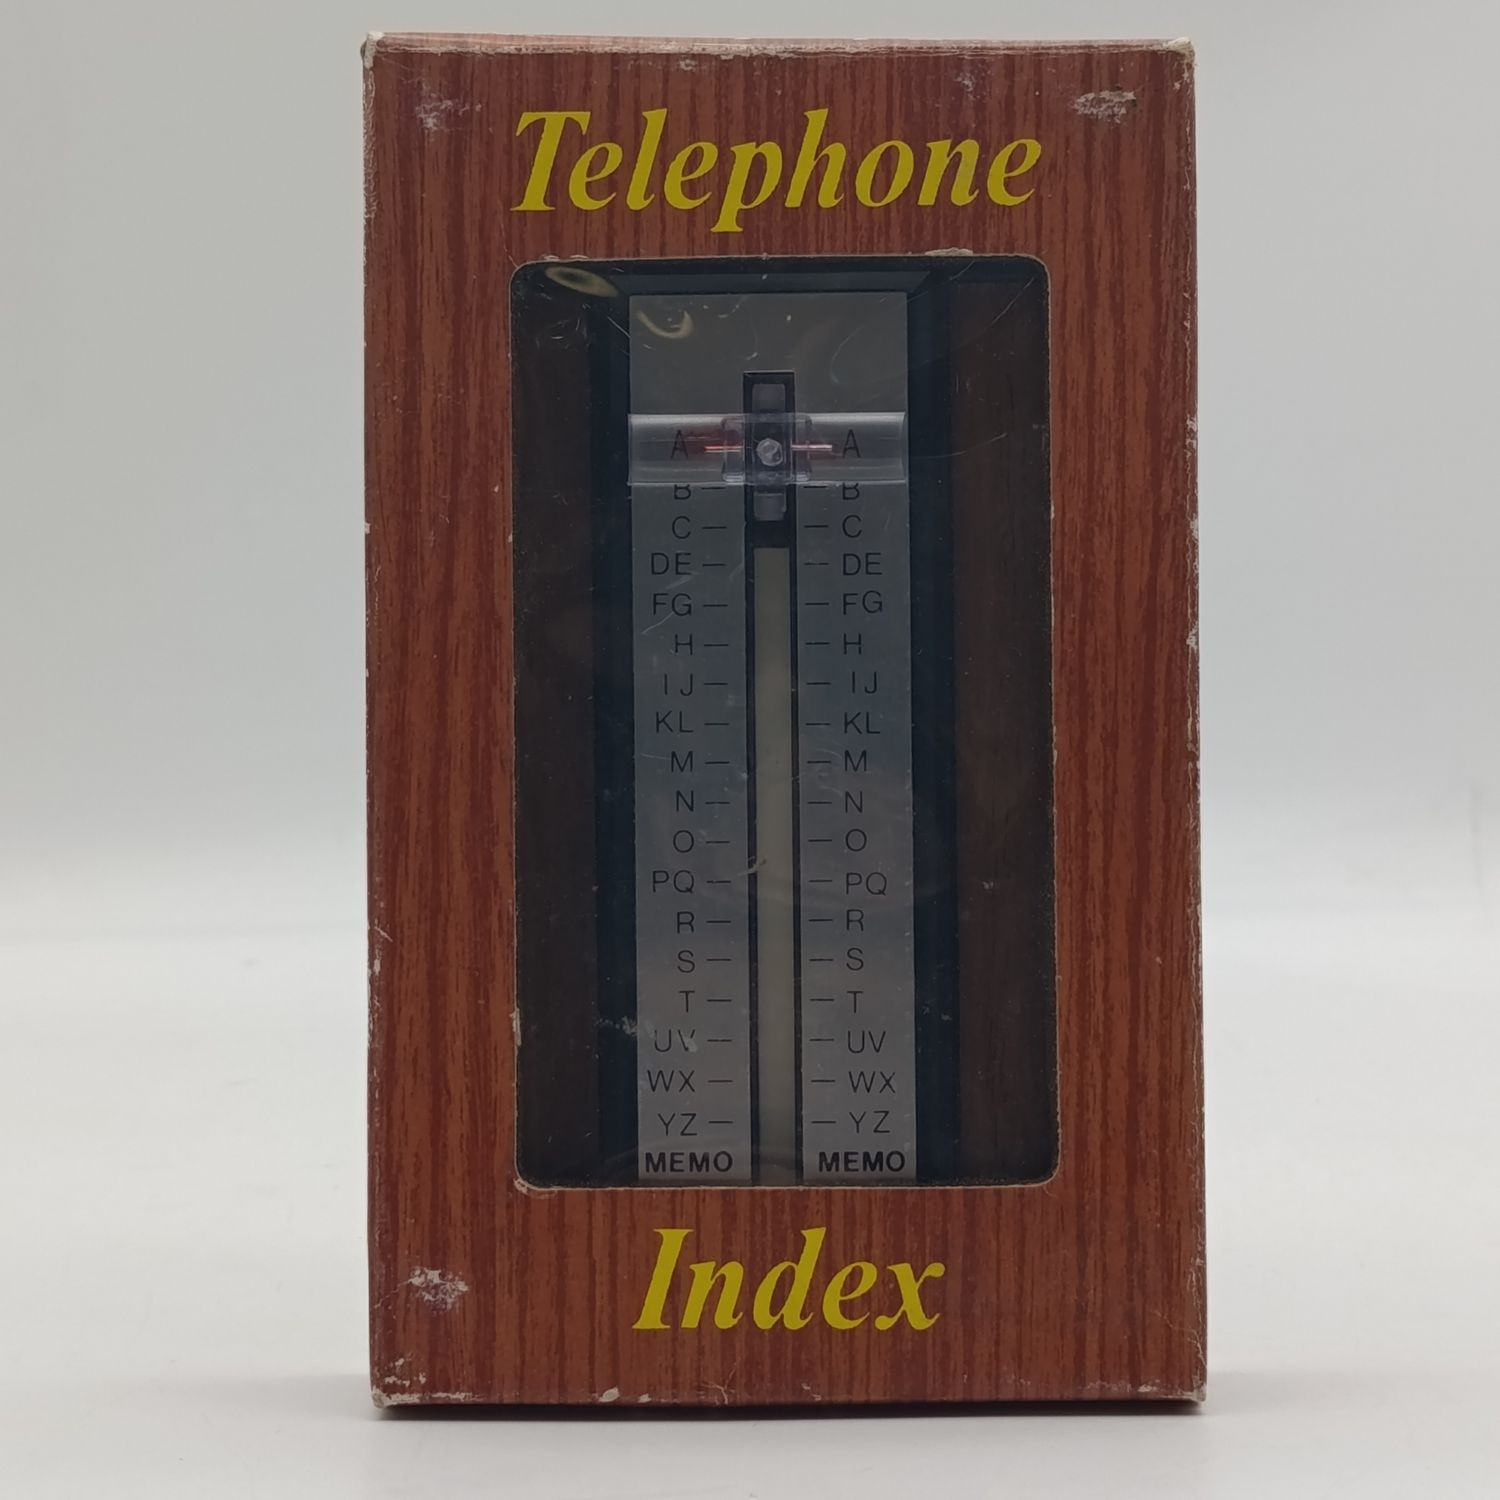 Telephone
A A
B B
C C
DE DE
FG FG
H H
IJ IJ
KL KL
M M
N N
O O
PQ PQ
R R
S S
T T
UV UV
WX WX
YZ YZ
MEMO MEMO
Index